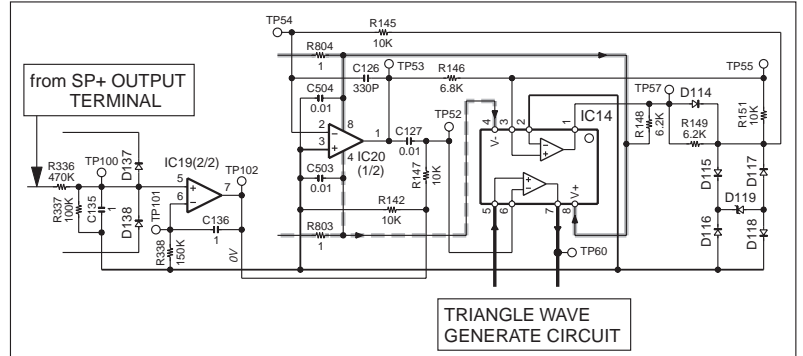 TP54
R145
10K
R804
1
C126
330P
TP53
R146
6.8K
TP57
D114
TP55
from SP+ OUTPUT
TERMINAL
C504
0.01
8
2
3
1
4
IC20
(1/2)
C127
0.01
TP52
4
3
2
1
V-
IC14
R148
6.2K
R149
6.2K
R151
10K
R336
470K
TP100
D137
IC19(2/2)
TP102
5
6
7
C503
0.01
R147
10K
D115
D117
R337
100K
C135
1
D138
TP101
C136
1
R142
10K
5
6
7
8
V+
D119
D116
D118
R338
150K
0V
R803
1
TP60
TRIANGLE WAVE
GENERATE CIRCUIT